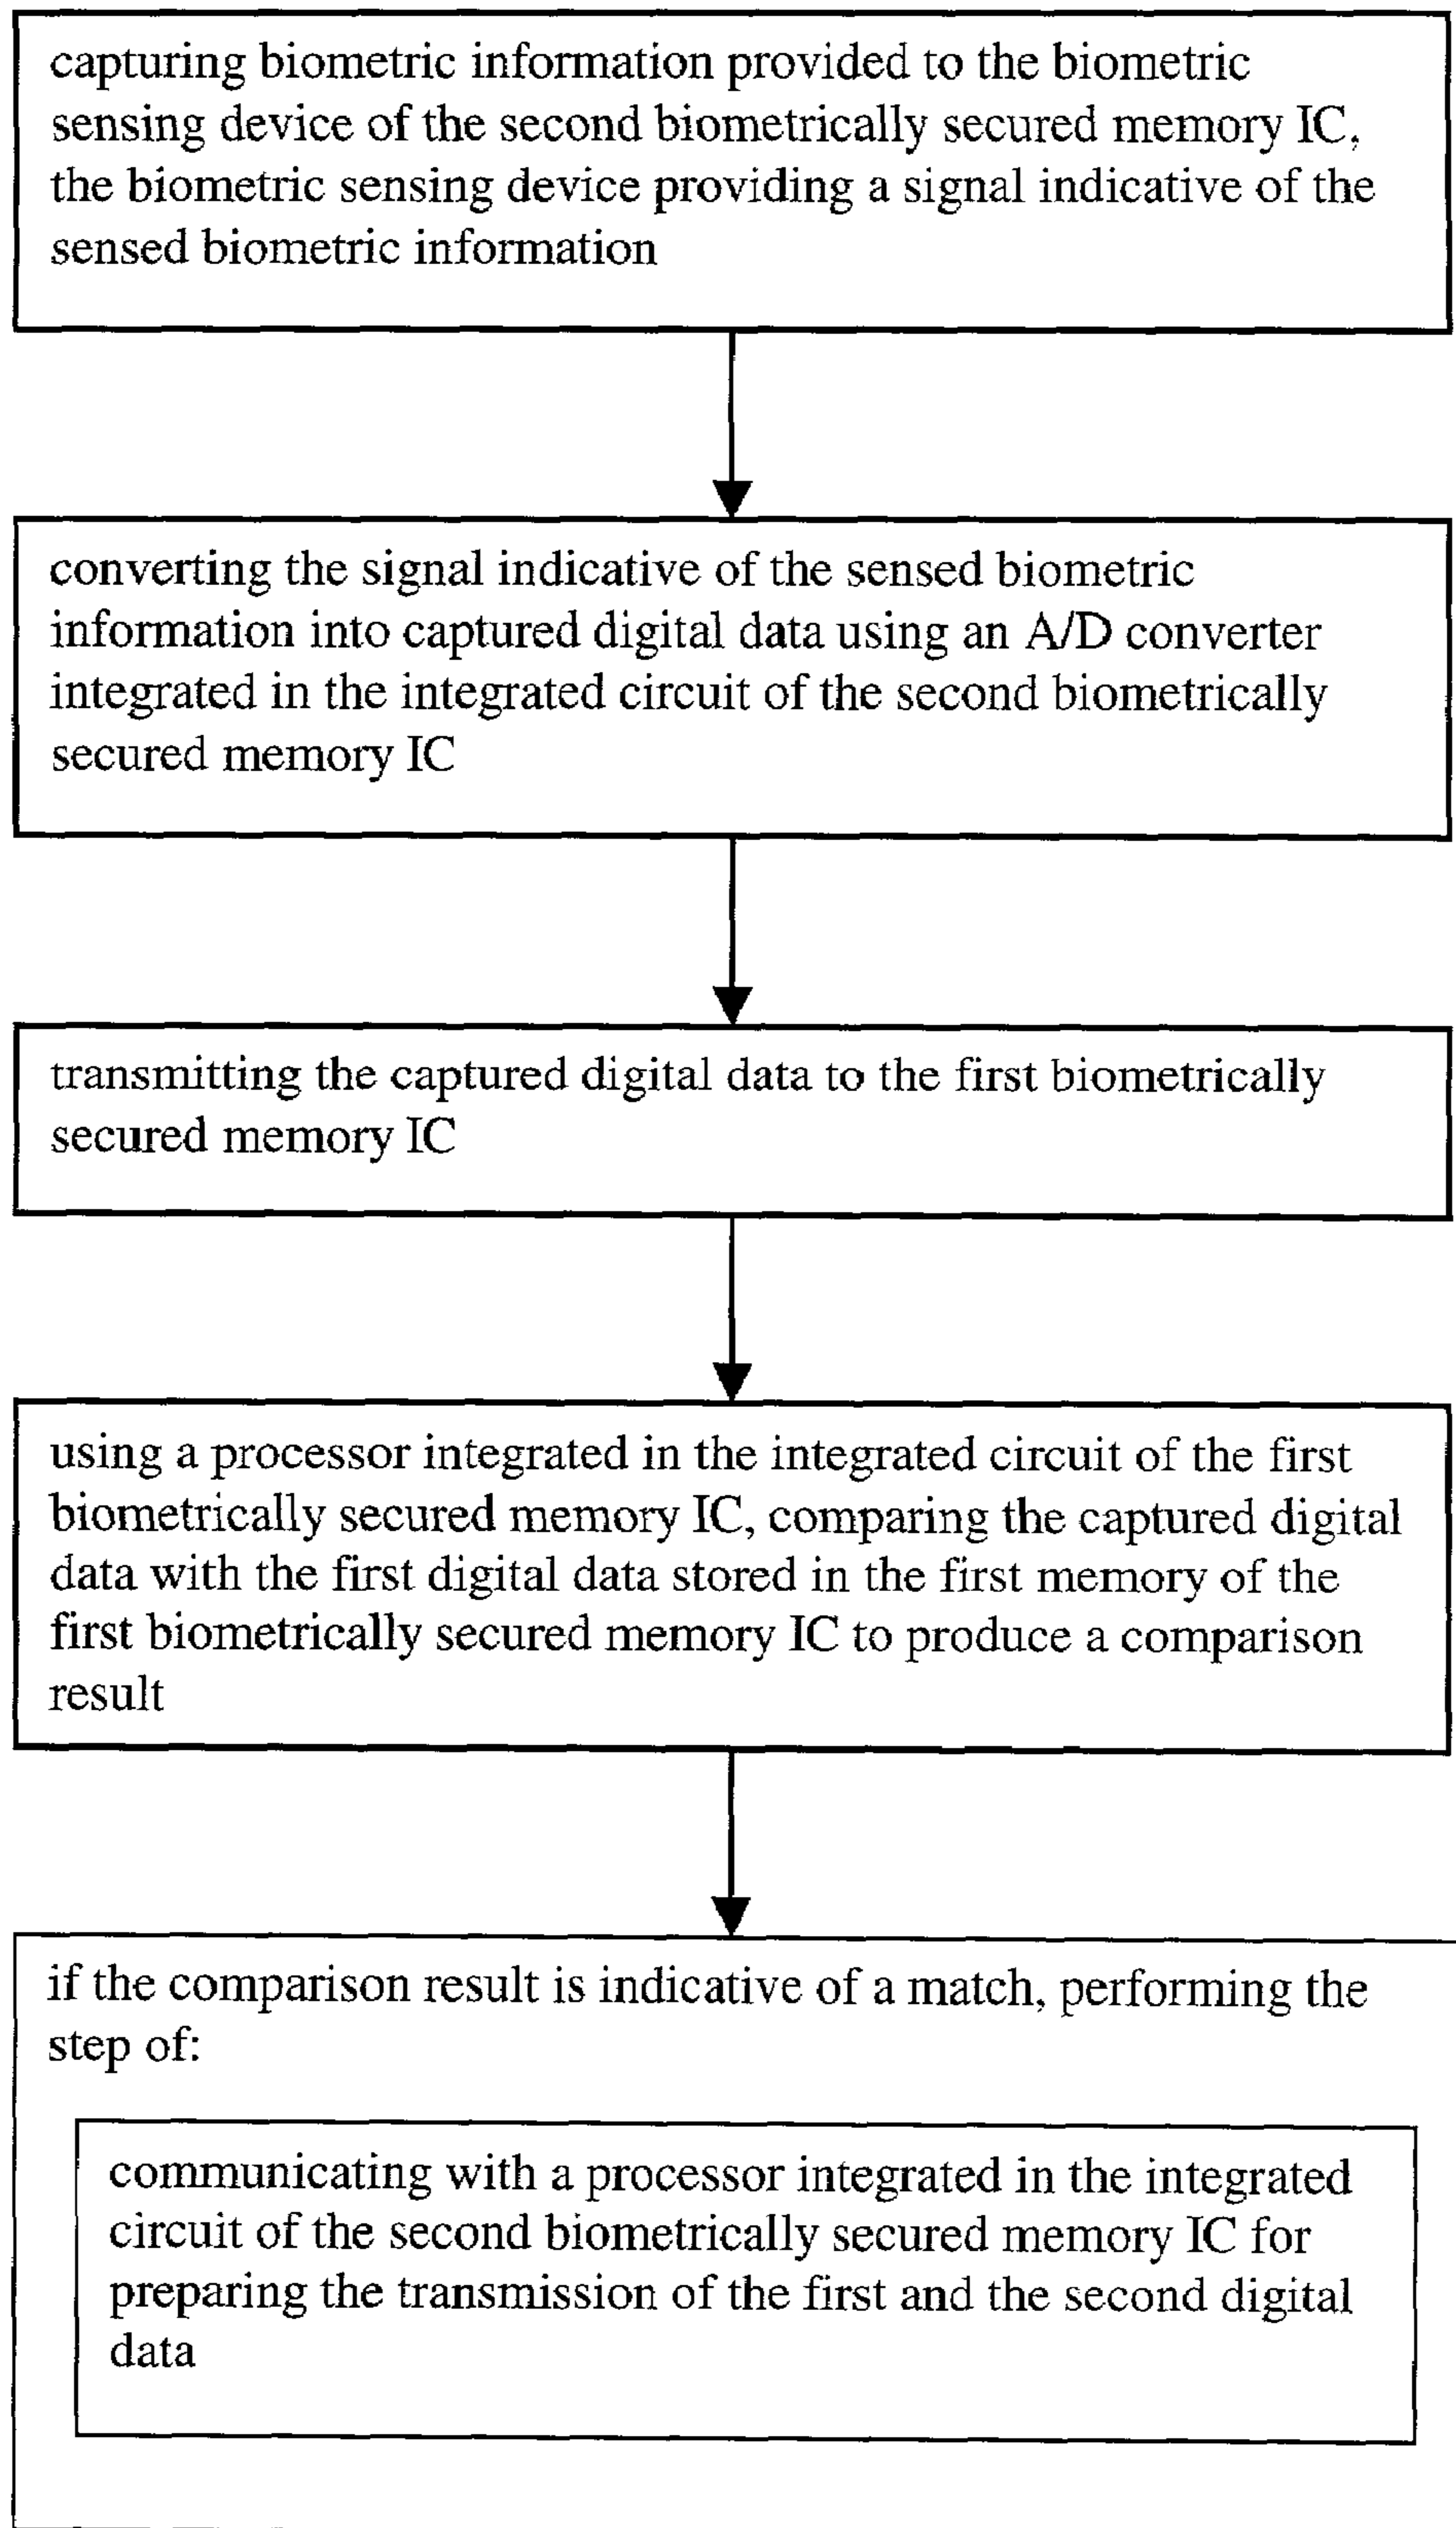 capturing biometric information provided to the biometric
sensing device of the second biometrically secured memory IC,
the biometric sensing device providing a signal indicative of the
sensed biometric information
converting the signal indicative of the sensed biometric
information into captured digital data using an A/D converter
integrated in the integrated circuit of the second biometrically
secured memory IC
transmitting the captured digital data to the first biometrically
secured memory IC
using a processor integrated in the integrated circuit of the first
biometrically secured memory IC, comparing the captured digital
data with the first digital data stored in the first memory of the
first biometrically secured memory IC to produce a comparison
result
if the comparison result is indicative of a match, performing the
step of:
communicating with a processor integrated in the integrated
circuit of the second biometrically secured memory IC for
preparing the transmission of the first and the second digital
data